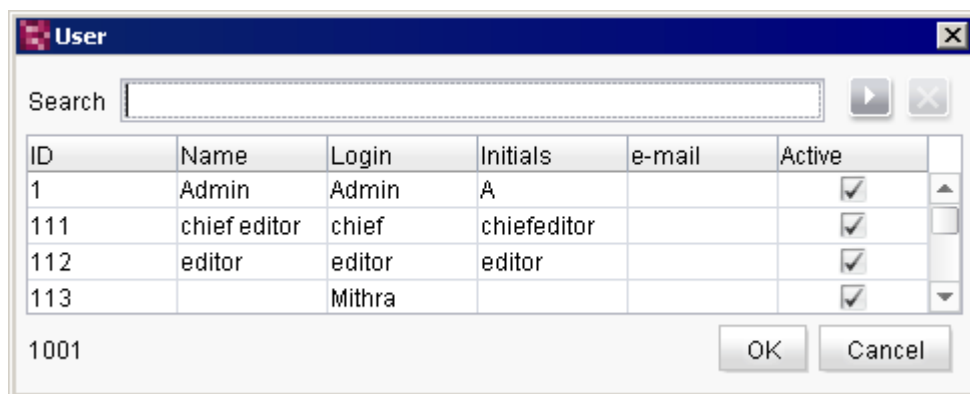 User
Search
ID Name Login Initials e-mail Active
1 Admin Admin A
111 chief editor chief chiefeditor
112 editor editor editor
113 Mithra
1001 OK Cancel